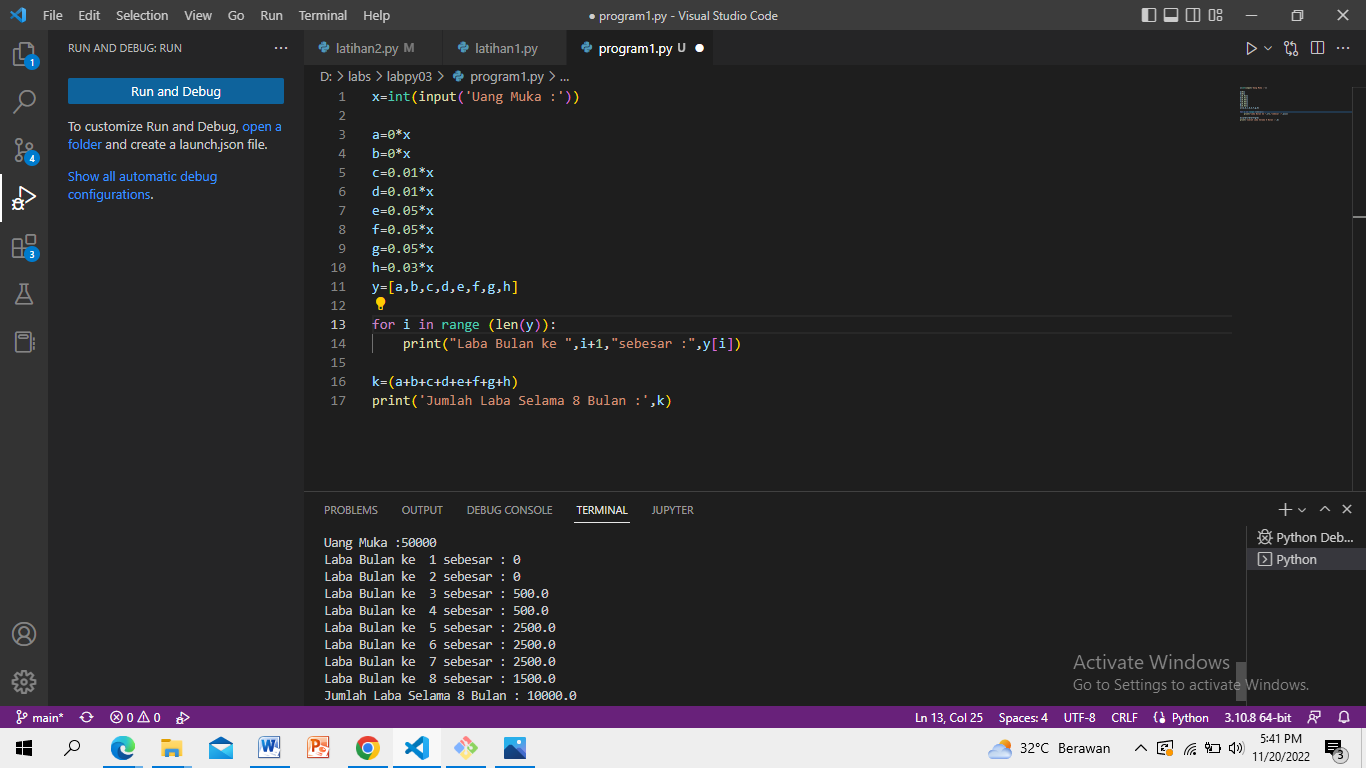 File Edit Selection View Go Run Terminal Help
● program1.py - Visual Studio Code
RUN AND DEBUG: RUN ...
latihan2.py M latihan1.py program1.py U ●
D: > labs > labpy03 > program1.py > ...
Run and Debug
To customize Run and Debug, open a
folder and create a launch.json file.
Show all automatic debug
configurations.
1
4
3
1 x=int(input('Uang Muka :'))
2
3 a=0*x
4 b=0*x
5 c=0.01*x
6 d=0.01*x
7 e=0.05*x
8 f=0.05*x
9 g=0.05*x
10 h=0.03*x
11 y=[a,b,c,d,e,f,g,h]
12
13 for i in range (len(y)):
14     print("Laba Bulan ke ",i+1,"sebesar :",y[i])
15
16 k=(a+b+c+d+e+f+g+h)
17 print('Jumlah Laba Selama 8 Bulan :',k)
PROBLEMS OUTPUT DEBUG CONSOLE TERMINAL JUPYTER
Uang Muka :50000
Laba Bulan ke  1 sebesar : 0
Laba Bulan ke  2 sebesar : 0
Laba Bulan ke  3 sebesar : 500.0
Laba Bulan ke  4 sebesar : 500.0
Laba Bulan ke  5 sebesar : 2500.0
Laba Bulan ke  6 sebesar : 2500.0
Laba Bulan ke  7 sebesar : 2500.0
Laba Bulan ke  8 sebesar : 1500.0
Jumlah Laba Selama 8 Bulan : 10000.0
Python Deb...
Python
Activate Windows
Go to Settings to activate Windows.
main* 0 0 Ln 13, Col 25 Spaces: 4 UTF-8 CRLF Python 3.10.8 64-bit
32°C Berawan
5:41 PM
11/20/2022
3